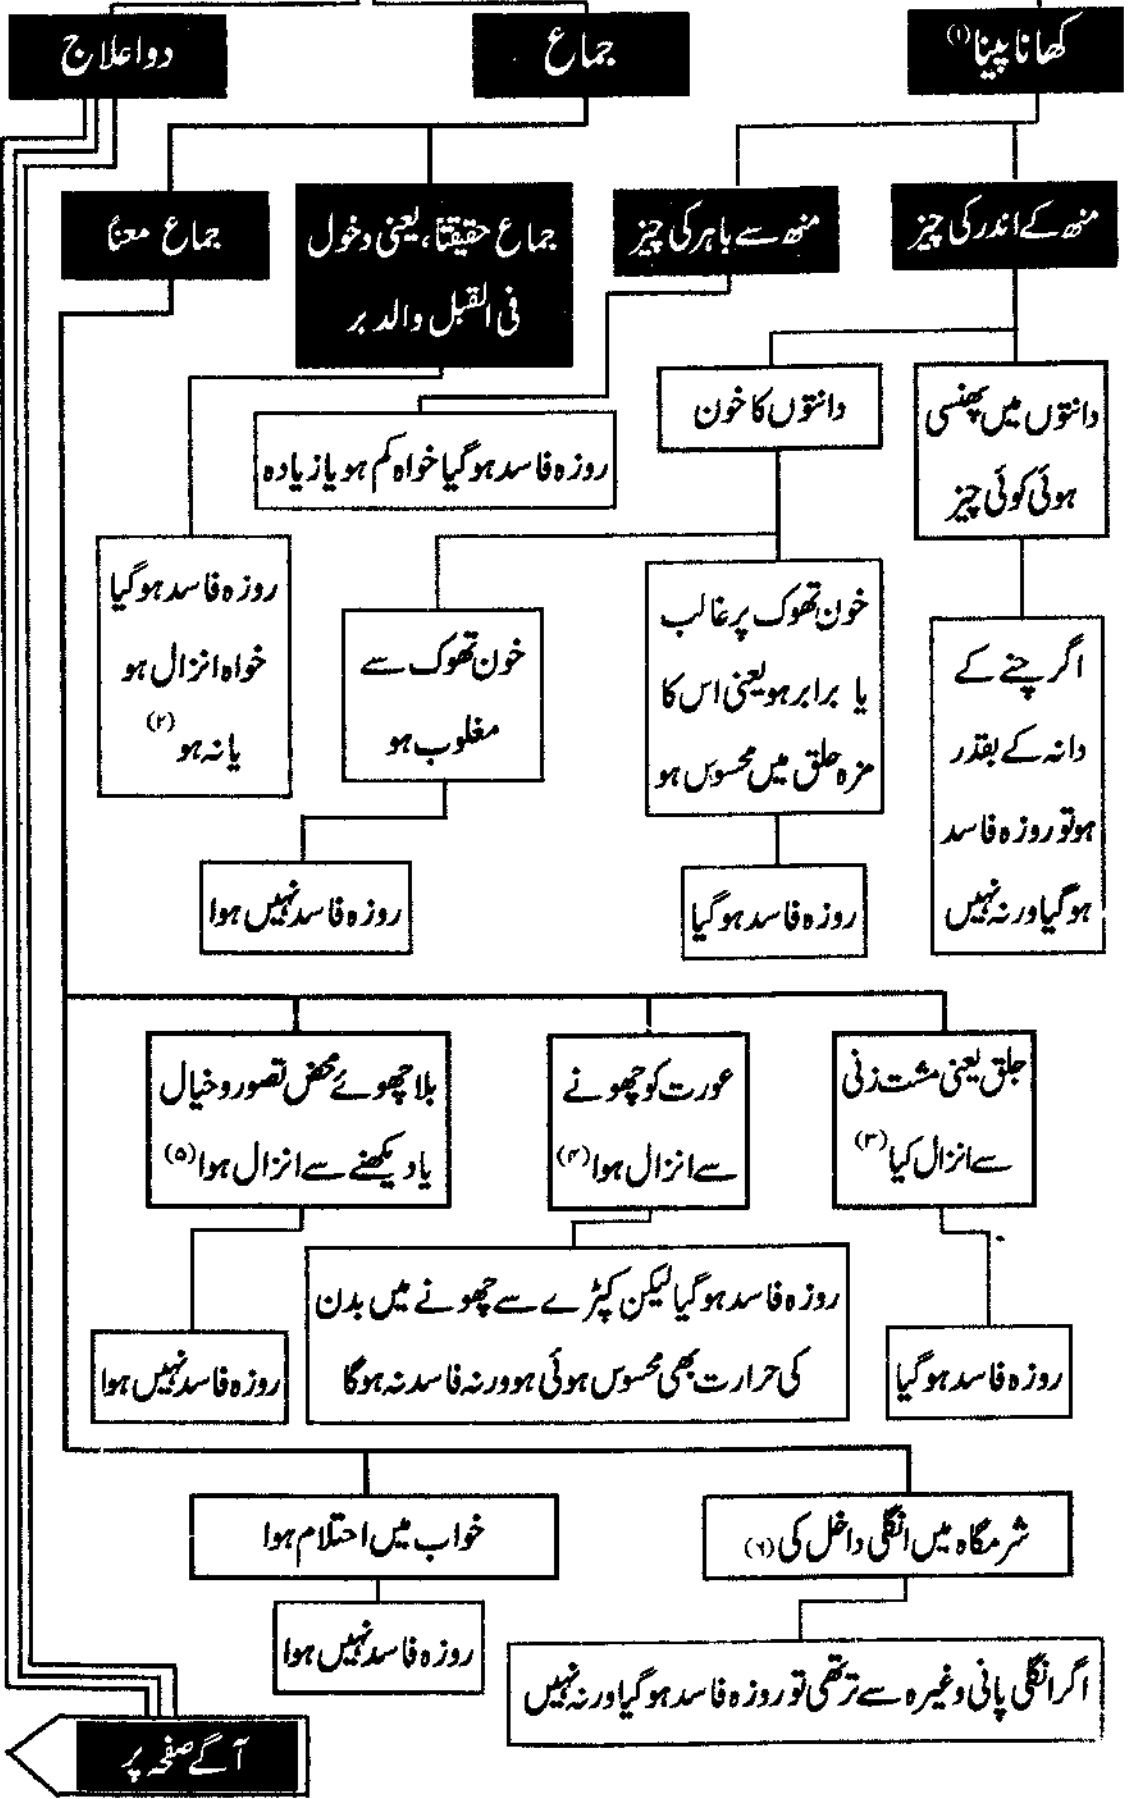 کھانا پینا (۱)
جماع
دوا علاج
منھ کے اندر کی چیز
منھ سے باہر کی چیز
جماع حقیقتاً، یعنی دخول
فی القبل والدبر
جماع معناً
دانتوں میں پھنسی
ہوئی کوئی چیز
دانتوں کا خون
روزہ فاسد ہو گیا خواہ کم ہو یا زیادہ
اگر چنے کے
دانہ کے بقدر
ہو تو روزہ فاسد
ہو گیا ورنہ نہیں
خون تھوک پر غالب
یا برابر ہو یعنی اس کا
مزہ حلق میں محسوس ہو
خون تھوک سے
مغلوب ہو
روزہ فاسد ہو گیا
خواہ انزال ہو
یا نہ ہو (۲)
روزہ فاسد ہو گیا
روزہ فاسد نہیں ہوا
جلق یعنی مشت زنی
سے انزال کیا (۳)
عورت کو چھونے
سے انزال ہوا (۴)
بلا چھوئے محض تصور و خیال
یا دیکھنے سے انزال ہوا (۵)
روزہ فاسد ہو گیا
روزہ فاسد ہو گیا لیکن کپڑے سے چھونے میں بدن
کی حرارت بھی محسوس ہوئی ہو ورنہ فاسد نہ ہوگا
روزہ فاسد نہیں ہوا
شرمگاہ میں انگلی داخل کی (۶)
خواب میں احتلام ہوا
اگر انگلی پانی وغیرہ سے تر تھی تو روزہ فاسد ہو گیا ورنہ نہیں
روزہ فاسد نہیں ہوا
آگے صفحہ پر